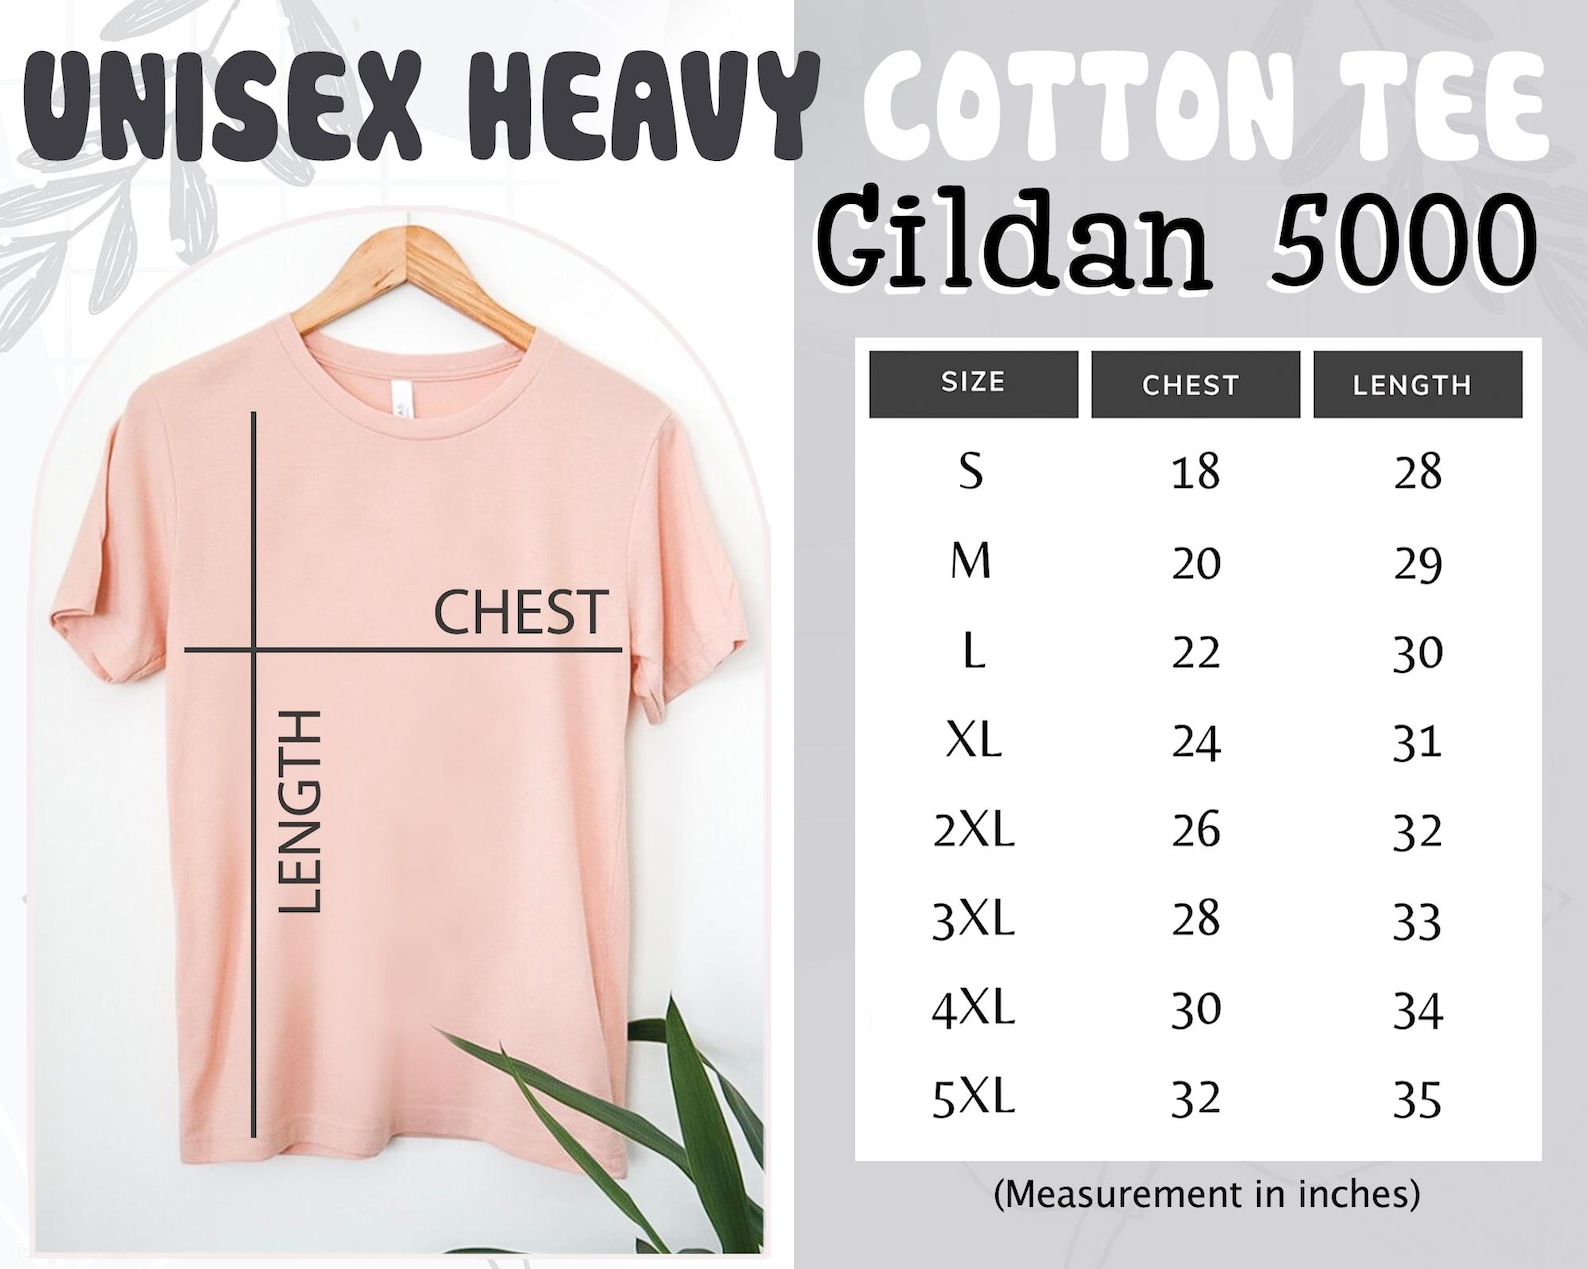 UNISEX HEAVY COTTON TEE
Gildan 5000
CHEST
LENGTH
SIZE CHEST LENGTH
S 18 28
M 20 29
L 22 30
XL 24 31
2XL 26 32
3XL 28 33
4XL 30 34
5XL 32 35
(Measurement in inches)